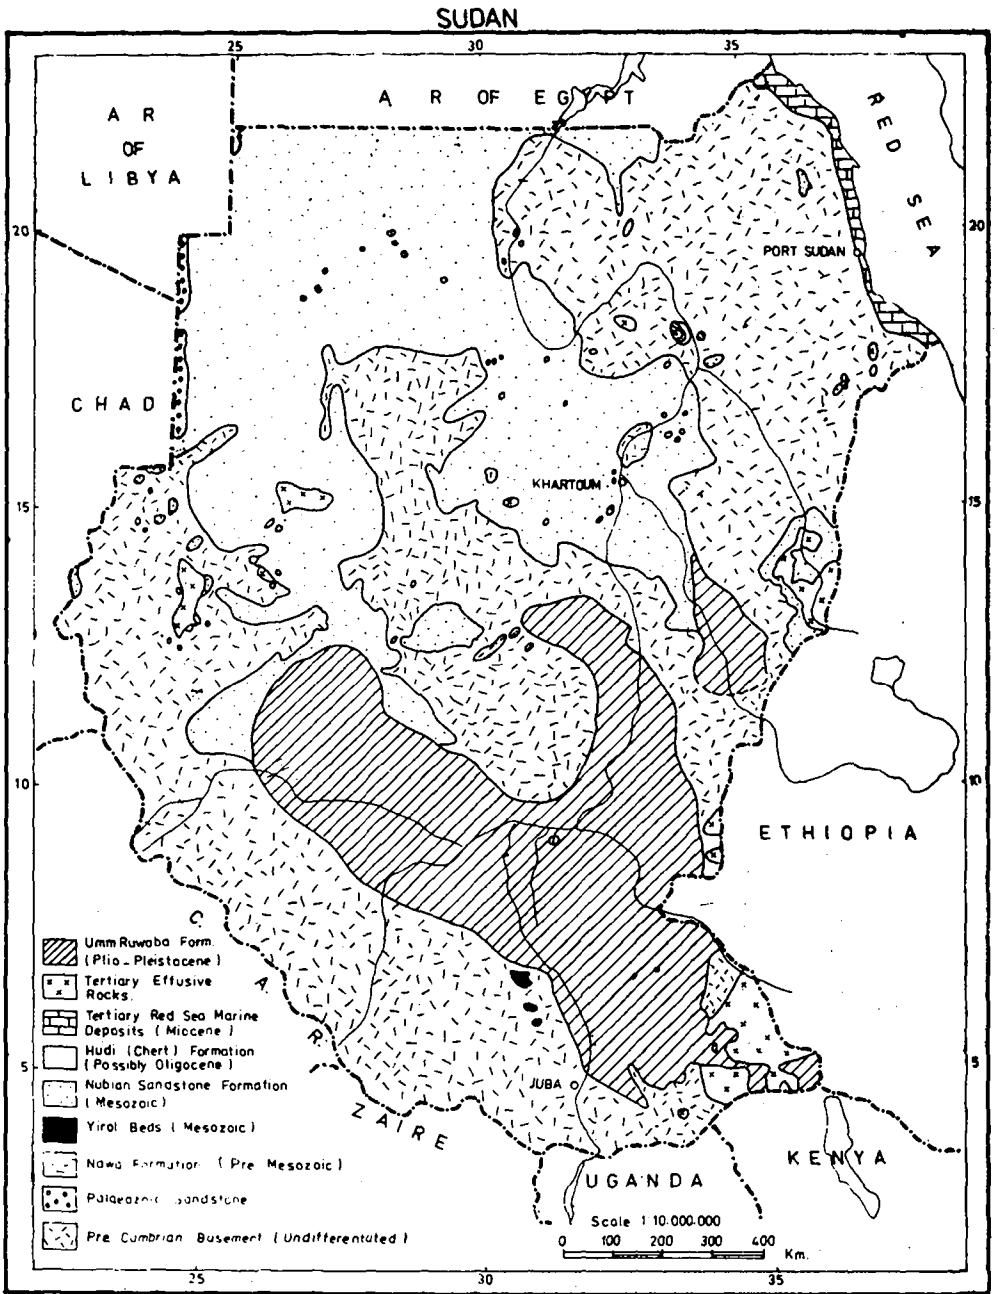 SUDAN
25 30 35
A R OF EGYPT
A R
OF
LIBYA
RED SEA
20 20
PORT SUDAN
CHAD
KHARTOUM
15 15
10 10
ETHIOPIA
C. A. R.
Umm Ruwaba Form.
(Plio-Pleistocene)
Tertiary Effusive
Rocks.
Tertiary Red Sea Marine
Deposits (Miocene)
Hudi (Chert) Formation
(Possibly Oligocene)
Nubian Sandstone Formation
(Mesozoic)
Yirol Beds (Mesozoic)
Nawa Formation (Pre Mesozoic)
Palaeozoic Sandstone
Pre Cambrian Basement (Undifferentiated)
5 5
JUBA
ZAIRE
UGANDA
KENYA
Scale 1:10.000.000
0 100 200 300 400 Km.
25 30 35